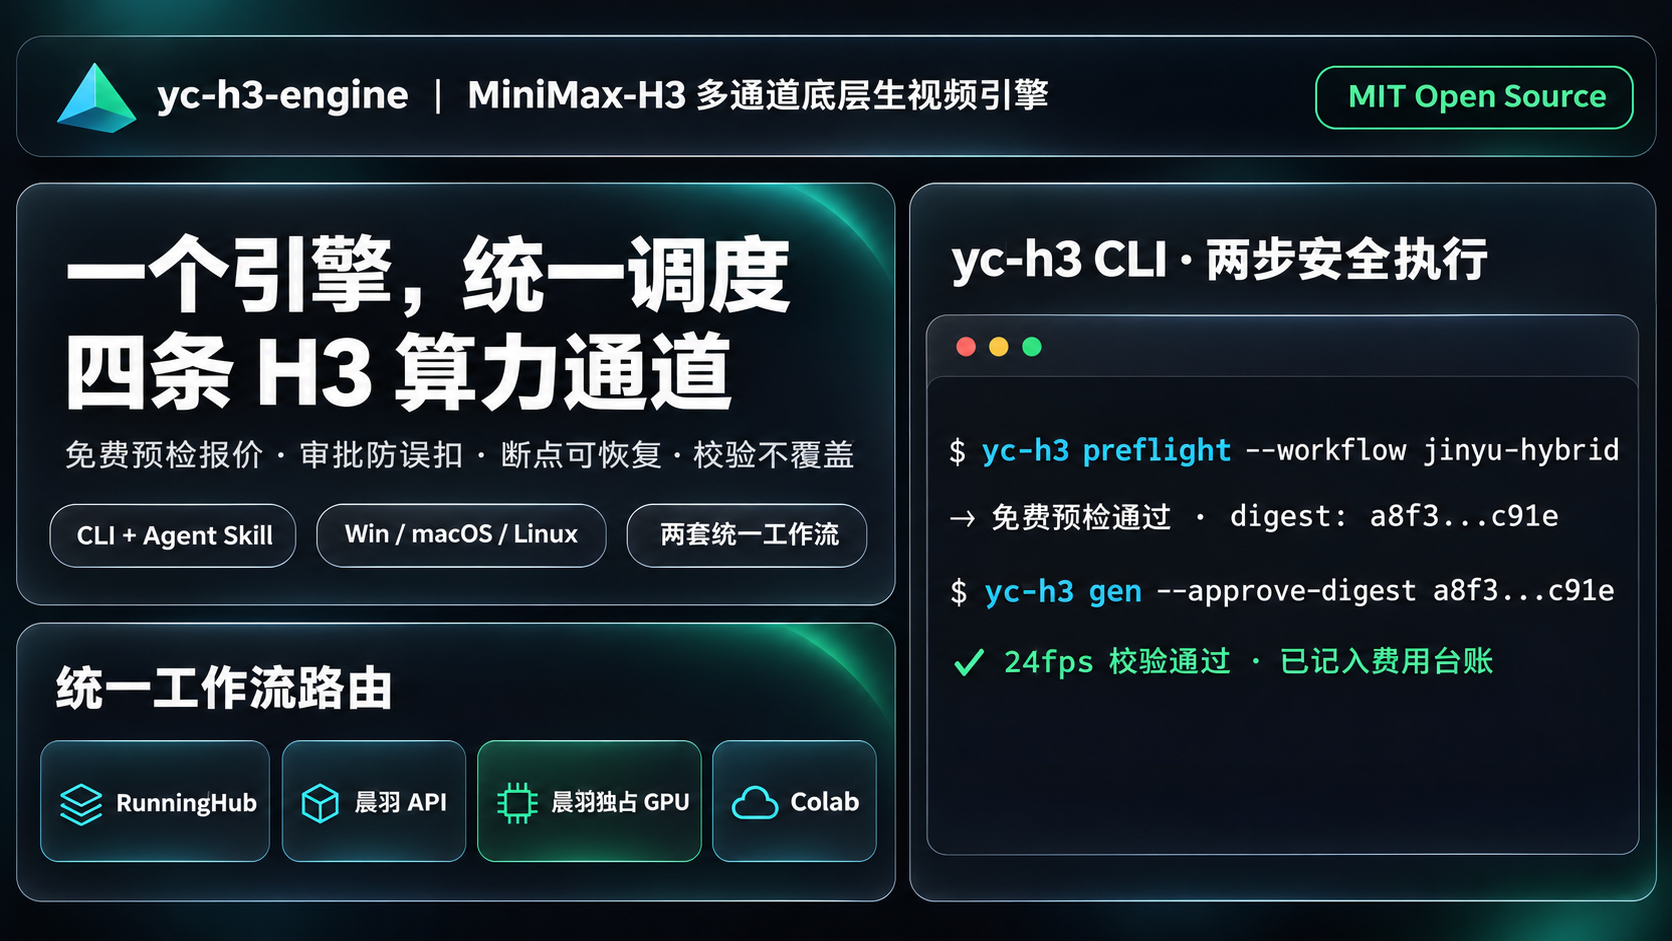 yc-h3-engine | MiniMax-H3 多通道底层生视频引擎
MIT Open Source
一个引擎，统一调度
四条 H3 算力通道
免费预检报价 · 审批防误扣 · 断点可恢复 · 校验不覆盖
CLI + Agent Skill
Win / macOS / Linux
两套统一工作流
统一工作流路由
RunningHub
晨羽 API
晨羽独占 GPU
Colab
yc-h3 CLI · 两步安全执行
$ yc-h3 preflight --workflow jinyu-hybrid
→ 免费预检通过 · digest: a8f3...c91e
$ yc-h3 gen --approve-digest a8f3...c91e
✓ 24fps 校验通过 · 已记入费用台账